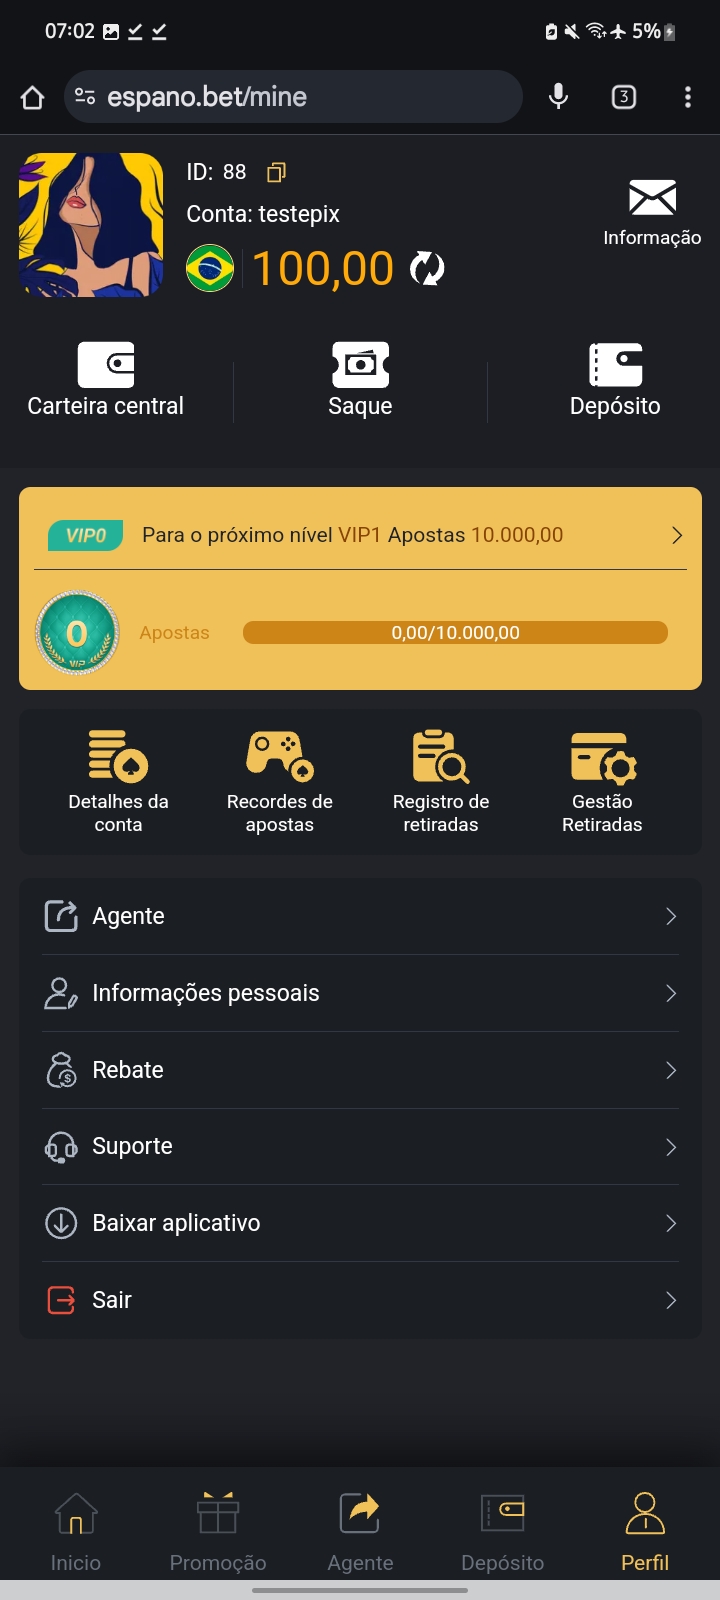 07:02
5%
espano.bet/mine
3
ID: 88
Conta: testepix
100,00
Informação
Carteira central
Saque
Depósito
VIP0
Para o próximo nível VIP1 Apostas 10.000,00
0
VIP
Apostas
0,00/10.000,00
Detalhes da
conta
Recordes de
apostas
Registro de
retiradas
Gestão
Retiradas
Agente
Informações pessoais
Rebate
Suporte
Baixar aplicativo
Sair
Inicio
Promoção
Agente
Depósito
Perfil